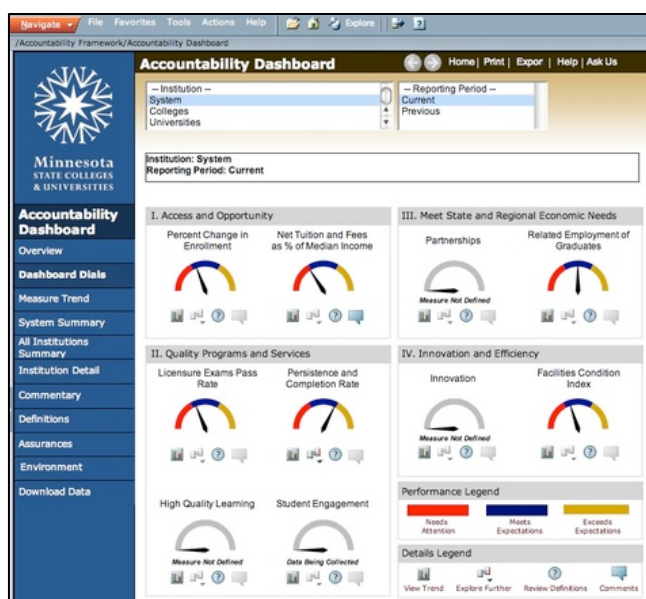 Navigate File Favorites Tools Actions Help Explore
/Accountability Framework/Accountability Dashboard
Minnesota
STATE COLLEGES
& UNIVERSITIES
Accountability Dashboard
Home | Print | Expor | Help | Ask Us
-- Institution --
System
Colleges
Universities
-- Reporting Period --
Current
Previous
Institution: System
Reporting Period: Current
Accountability
Dashboard
Overview
Dashboard Dials
Measure Trend
System Summary
All Institutions
Summary
Institution Detail
Commentary
Definitions
Assurances
Environment
Download Data
I. Access and Opportunity
Percent Change in
Enrollment
Net Tuition and Fees
as % of Median Income
II. Quality Programs and Services
Licensure Exams Pass
Rate
Persistence and
Completion Rate
High Quality Learning
Measure Not Defined
Student Engagement
Data Being Collected
III. Meet State and Regional Economic Needs
Partnerships
Measure Not Defined
Related Employment of
Graduates
IV. Innovation and Efficiency
Innovation
Measure Not Defined
Facilities Condition
Index
Performance Legend
Needs
Attention
Meets
Expectations
Exceeds
Expectations
Details Legend
View Trend
Explore Further
Review Definitions
Comments